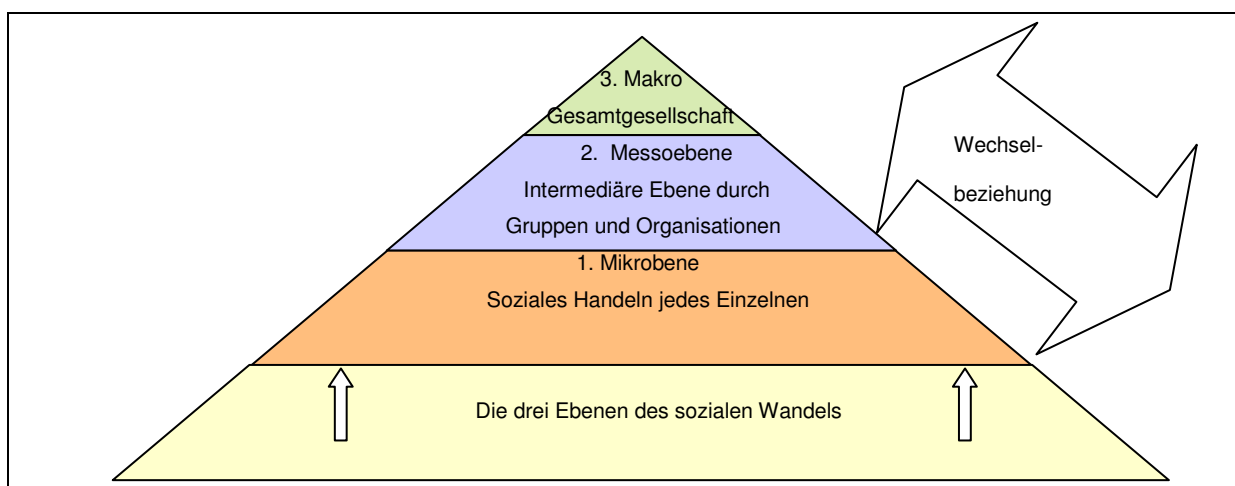 3. Makro
Gesamtgesellschaft
2. Messoebene
Intermediäre Ebene durch
Gruppen und Organisationen
1. Mikrobene
Soziales Handeln jedes Einzelnen
Die drei Ebenen des sozialen Wandels
Wechsel-
beziehung